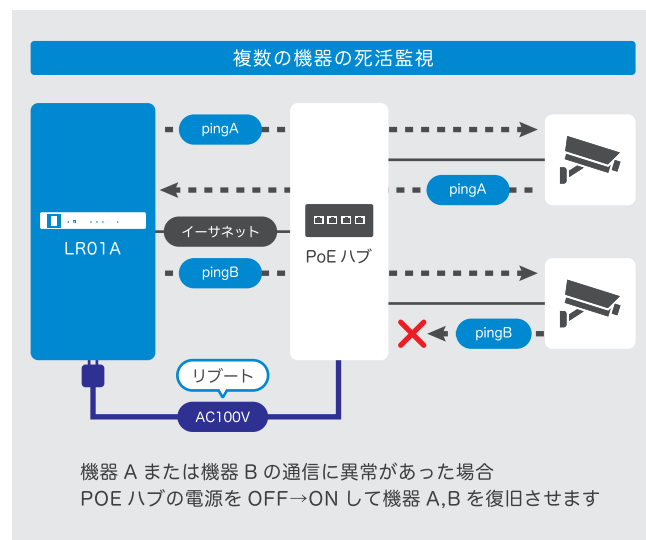 複数の機器の死活監視
pingA
pingA
イーサネット
LR01A
PoE ハブ
pingB
pingB
リブート
AC100V
機器 A または機器 B の通信に異常があった場合
POE ハブの電源を OFF→ON して機器 A,B を復旧させます